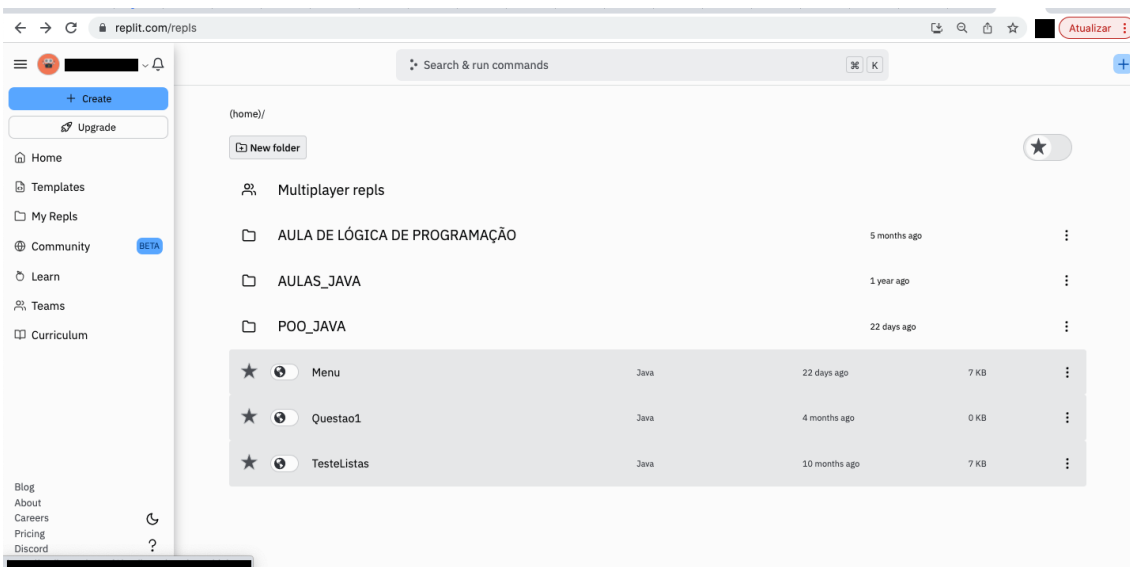 replit.com/repls
Atualizar
Search & run commands
⌘ K
+ Create
Upgrade
Home
Templates
My Repls
Community BETA
Learn
Teams
Curriculum
Blog
About
Careers
Pricing
Discord
?
(home)/
New folder
Multiplayer repls
AULA DE LÓGICA DE PROGRAMAÇÃO 5 months ago
AULAS_JAVA 1 year ago
POO_JAVA 22 days ago
Menu Java 22 days ago 7 KB
Questao1 Java 4 months ago 0 KB
TesteListas Java 10 months ago 7 KB